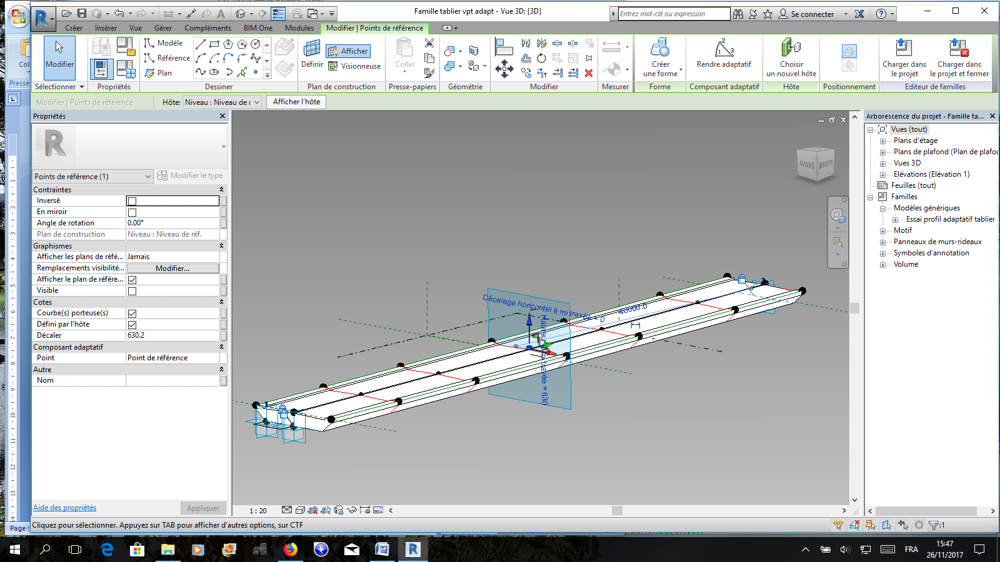 Famille tablier vpt adapt - Vue 3D: {3D}
Entrez mot-clé ou expression
Se connecter
Créer Insérer Vue Gérer Compléments BIM One Modules Modifier | Points de référence
Modifier
Modèle
Référence
Plan
Définir
Afficher
Visionneuse
Coller
Créer
une forme
Rendre adaptatif
Choisir
un nouvel hôte
Charger dans
le projet
Charger dans
le projet et fermer
Sélectionner Propriétés Dessiner Plan de construction Presse-papiers Géométrie Modifier Mesurer Forme Composant adaptatif Hôte Positionnement Editeur de familles
Col
Presse
Modifier | Points de référence
Hôte: Niveau : Niveau de
Afficher l'hôte
Propriétés
Points de référence (1)
Modifier le type
Contraintes
Inversé
En miroir
Angle de rotation 0.00°
Plan de construction Niveau : Niveau de réf.
Graphismes
Afficher les plans de réfé... Jamais
Remplacements visibilité... Modifier...
Afficher le plan de référe...
Visible
Cotes
Courbe(s) porteuse(s)
Défini par l'hôte
Décaler 630.2
Composant adaptatif
Point Point de référence
Autre
Nom
Aide des propriétés
Appliquer
AVANT DROITE
Décalage horizontal à mi travée = 0
40000.0
travée = 630
1 : 20
Arborescence du projet - Famille ta...
Vues (tout)
Plans d'étage
Plans de plafond (Plan de plafo
Vues 3D
Elévations (Elévation 1)
Feuilles (tout)
Familles
Modèles génériques
Essai profil adaptatif tablier
Motif
Panneaux de murs-rideaux
Symboles d'annotation
Volume
Page :
Cliquez pour sélectionner. Appuyez sur TAB pour afficher d'autres options, sur CTR
:1
FRA
15:47
26/11/2017